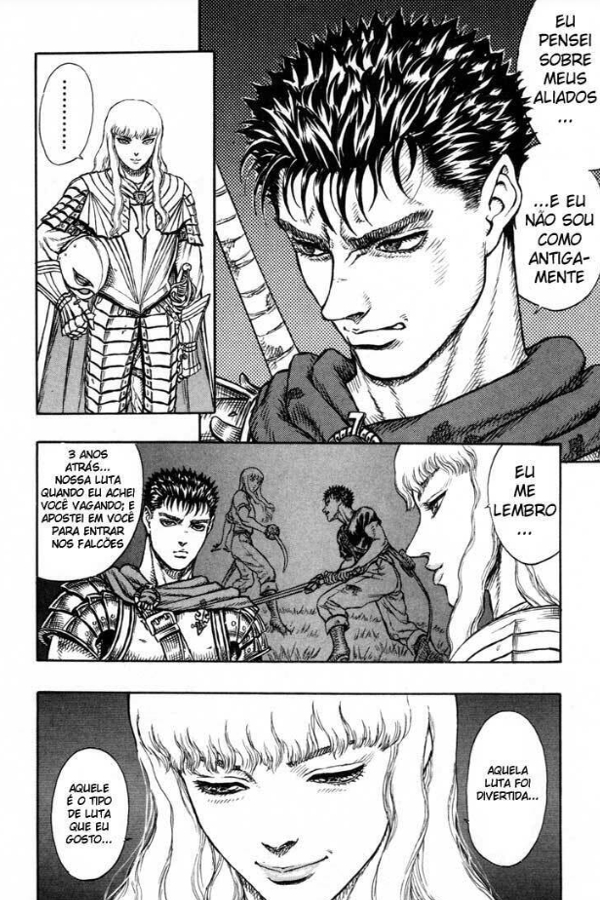 EU
PENSEI
SOBRE
MEUS
ALIADOS
...
...E EU
NÃO SOU
COMO
ANTIGA-
MENTE
.........
EU
ME
LEMBRO
...
3 ANOS
ATRÁS...
NOSSA LUTA
QUANDO EU ACHEI
VOCÊ VAGANDO; E
APOSTEI EM VOCÊ
PARA ENTRAR
NOS FALCÕES
AQUELA
LUTA FOI
DIVERTIDA...
AQUELE
É O TIPO
DE LUTA
QUE EU
GOSTO...